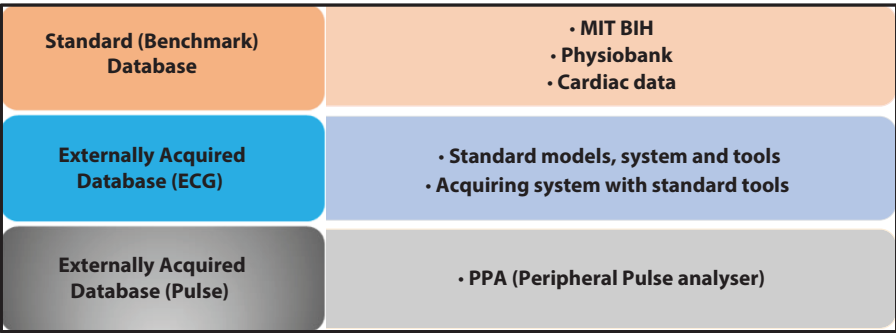 Standard (Benchmark)
Database
• MIT BIH
• Physiobank
• Cardiac data
Externally Acquired
Database (ECG)
• Standard models, system and tools
• Acquiring system with standard tools
Externally Acquired
Database (Pulse)
• PPA (Peripheral Pulse analyser)